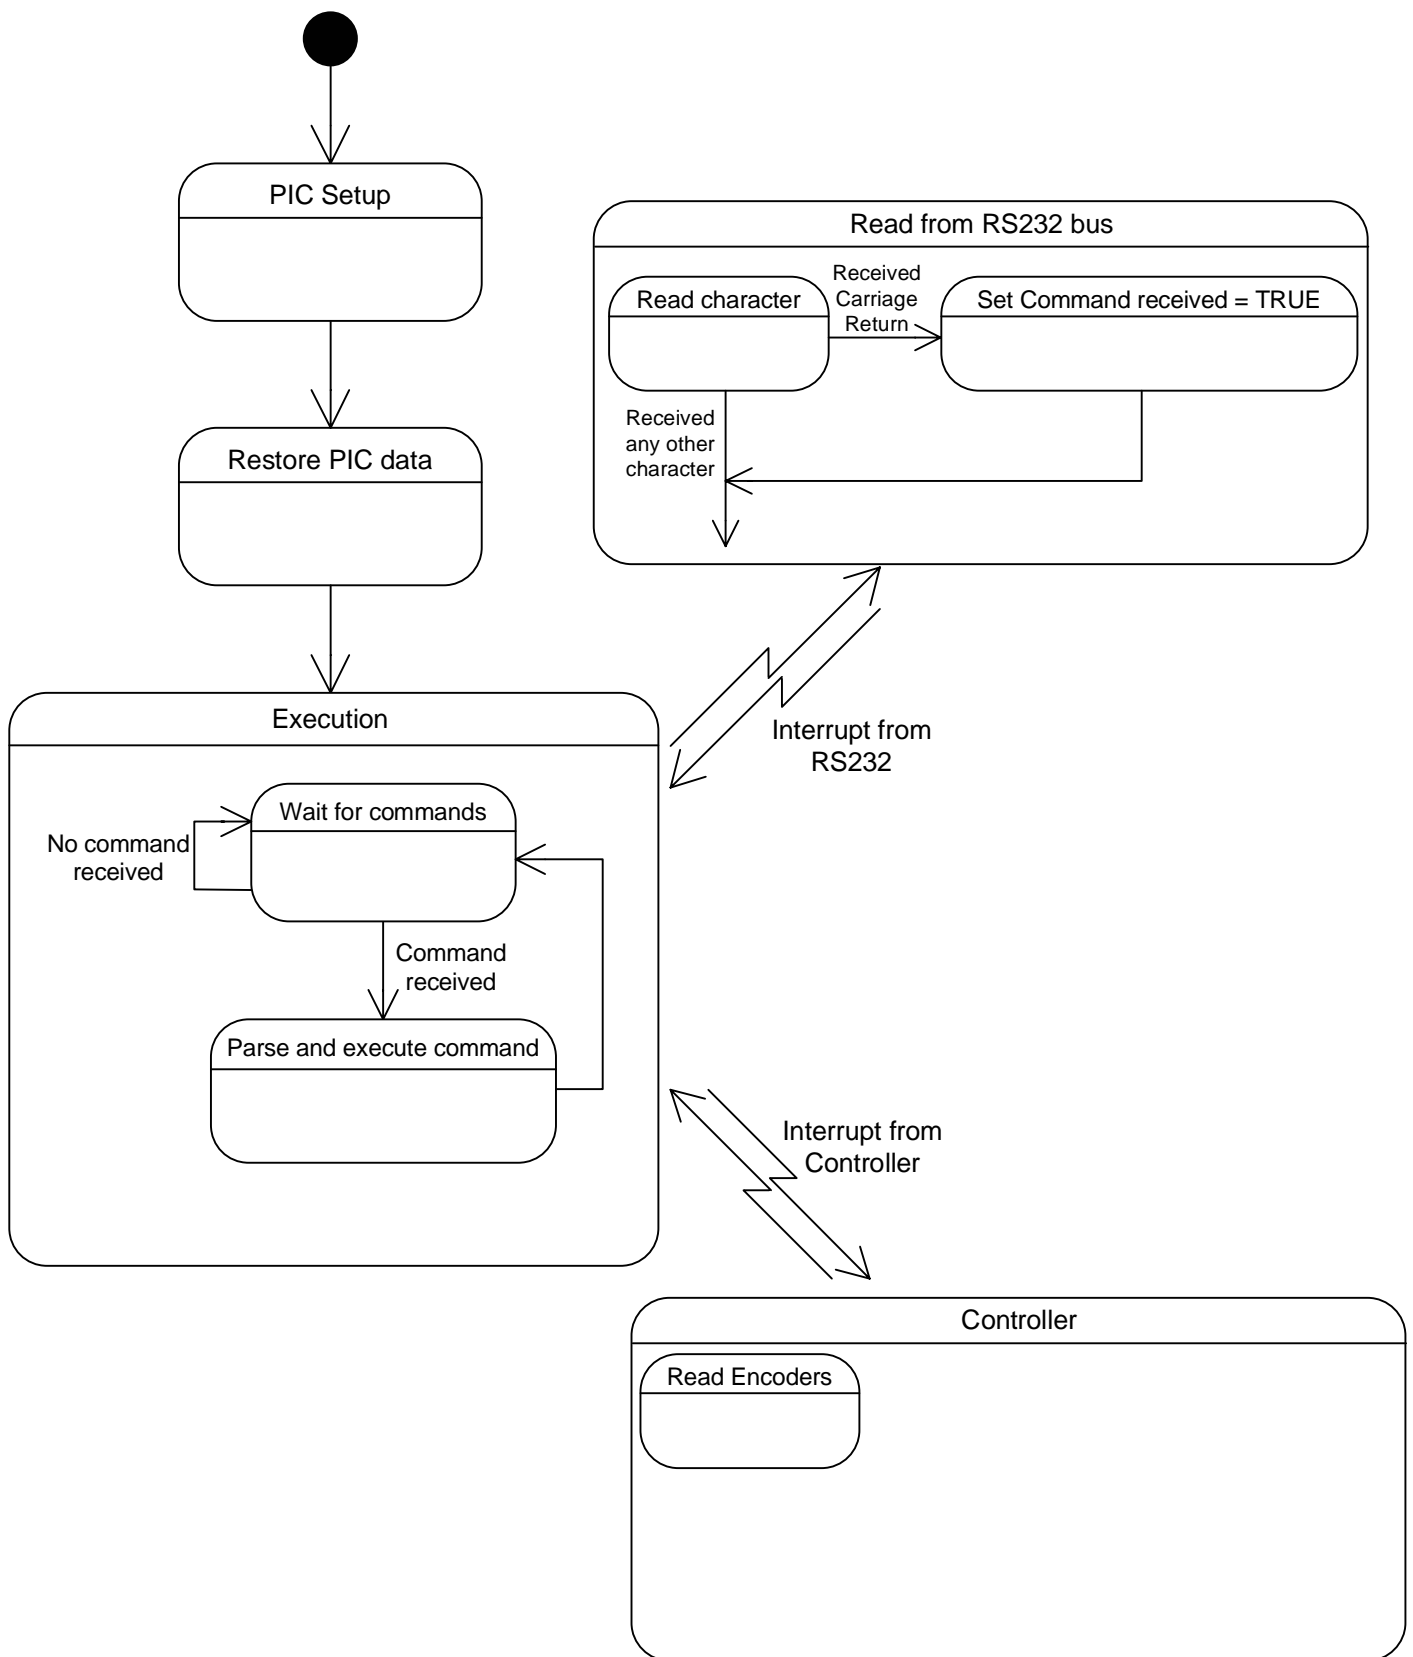 PIC Setup
Read from RS232 bus
Read character
Received
Carriage
Return
Set Command received = TRUE
Received
any other
character
Restore PIC data
Interrupt from
RS232
Execution
Wait for commands
No command
received
Command
received
Parse and execute command
Interrupt from
Controller
Controller
Read Encoders